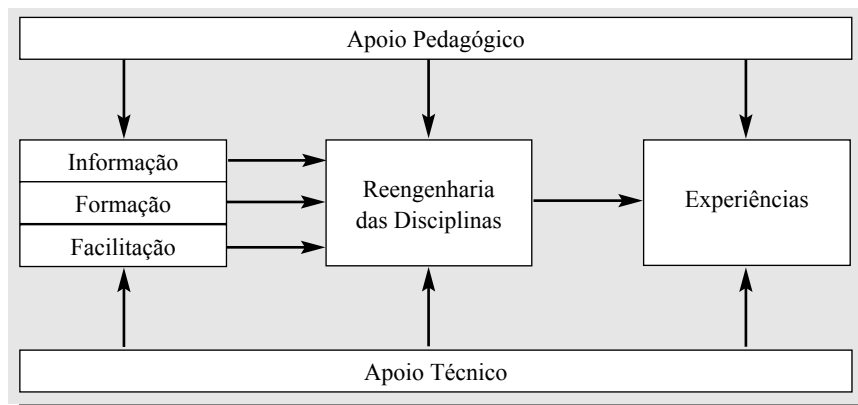 Apoio Pedagógico
Informação
Formação
Facilitação
Reengenharia
das Disciplinas
Experiências
Apoio Técnico